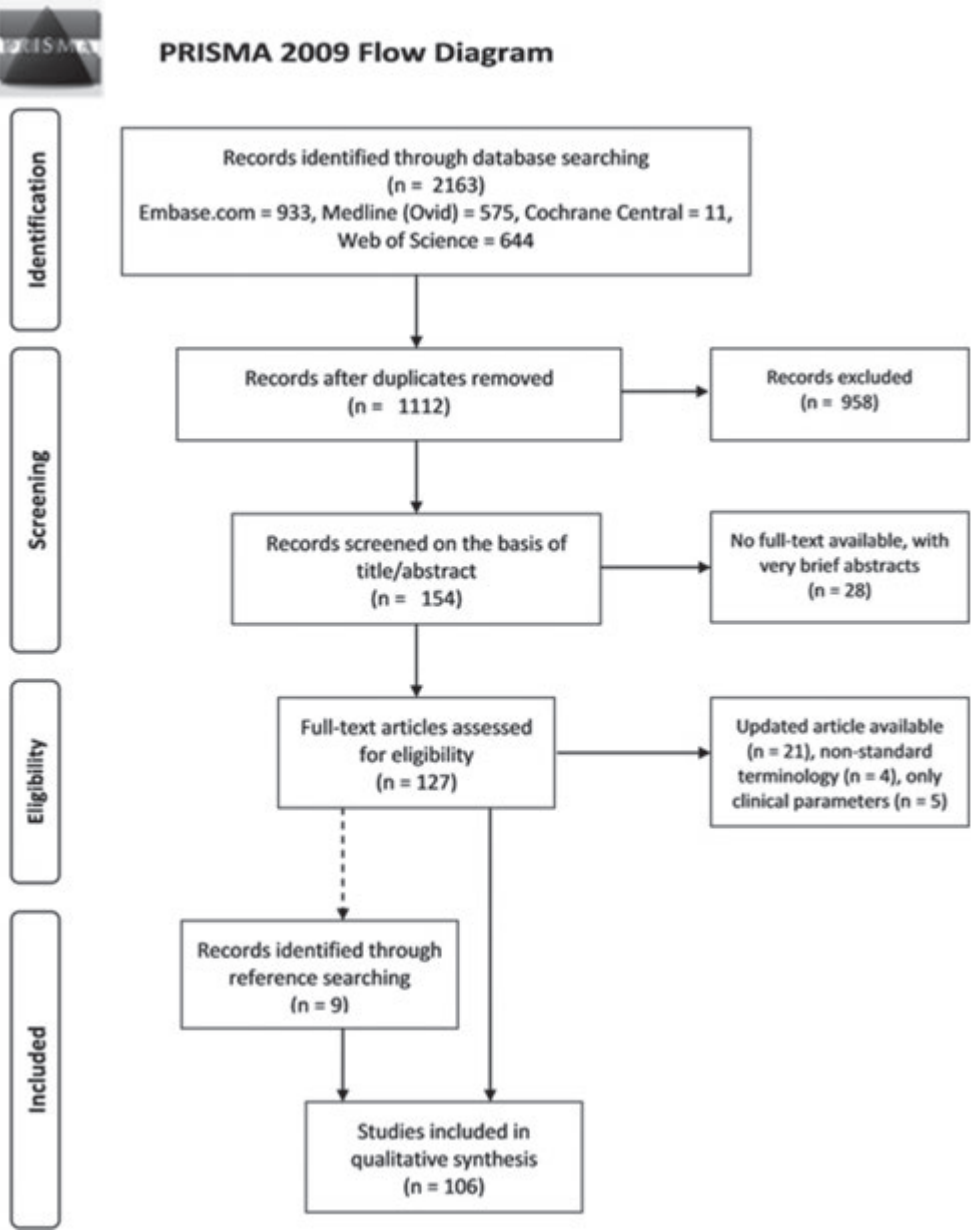 PRISMA
PRISMA 2009 Flow Diagram
Identification
Records identified through database searching
(n = 2163)
Embase.com = 933, Medline (Ovid) = 575, Cochrane Central = 11,
Web of Science = 644
Screening
Records after duplicates removed
(n = 1112)
Records excluded
(n = 958)
Records screened on the basis of
title/abstract
(n = 154)
No full-text available, with
very brief abstracts
(n = 28)
Eligibility
Full-text articles assessed
for eligibility
(n = 127)
Updated article available
(n = 21), non-standard
terminology (n = 4), only
clinical parameters (n = 5)
Included
Records identified through
reference searching
(n = 9)
Studies included in
qualitative synthesis
(n = 106)